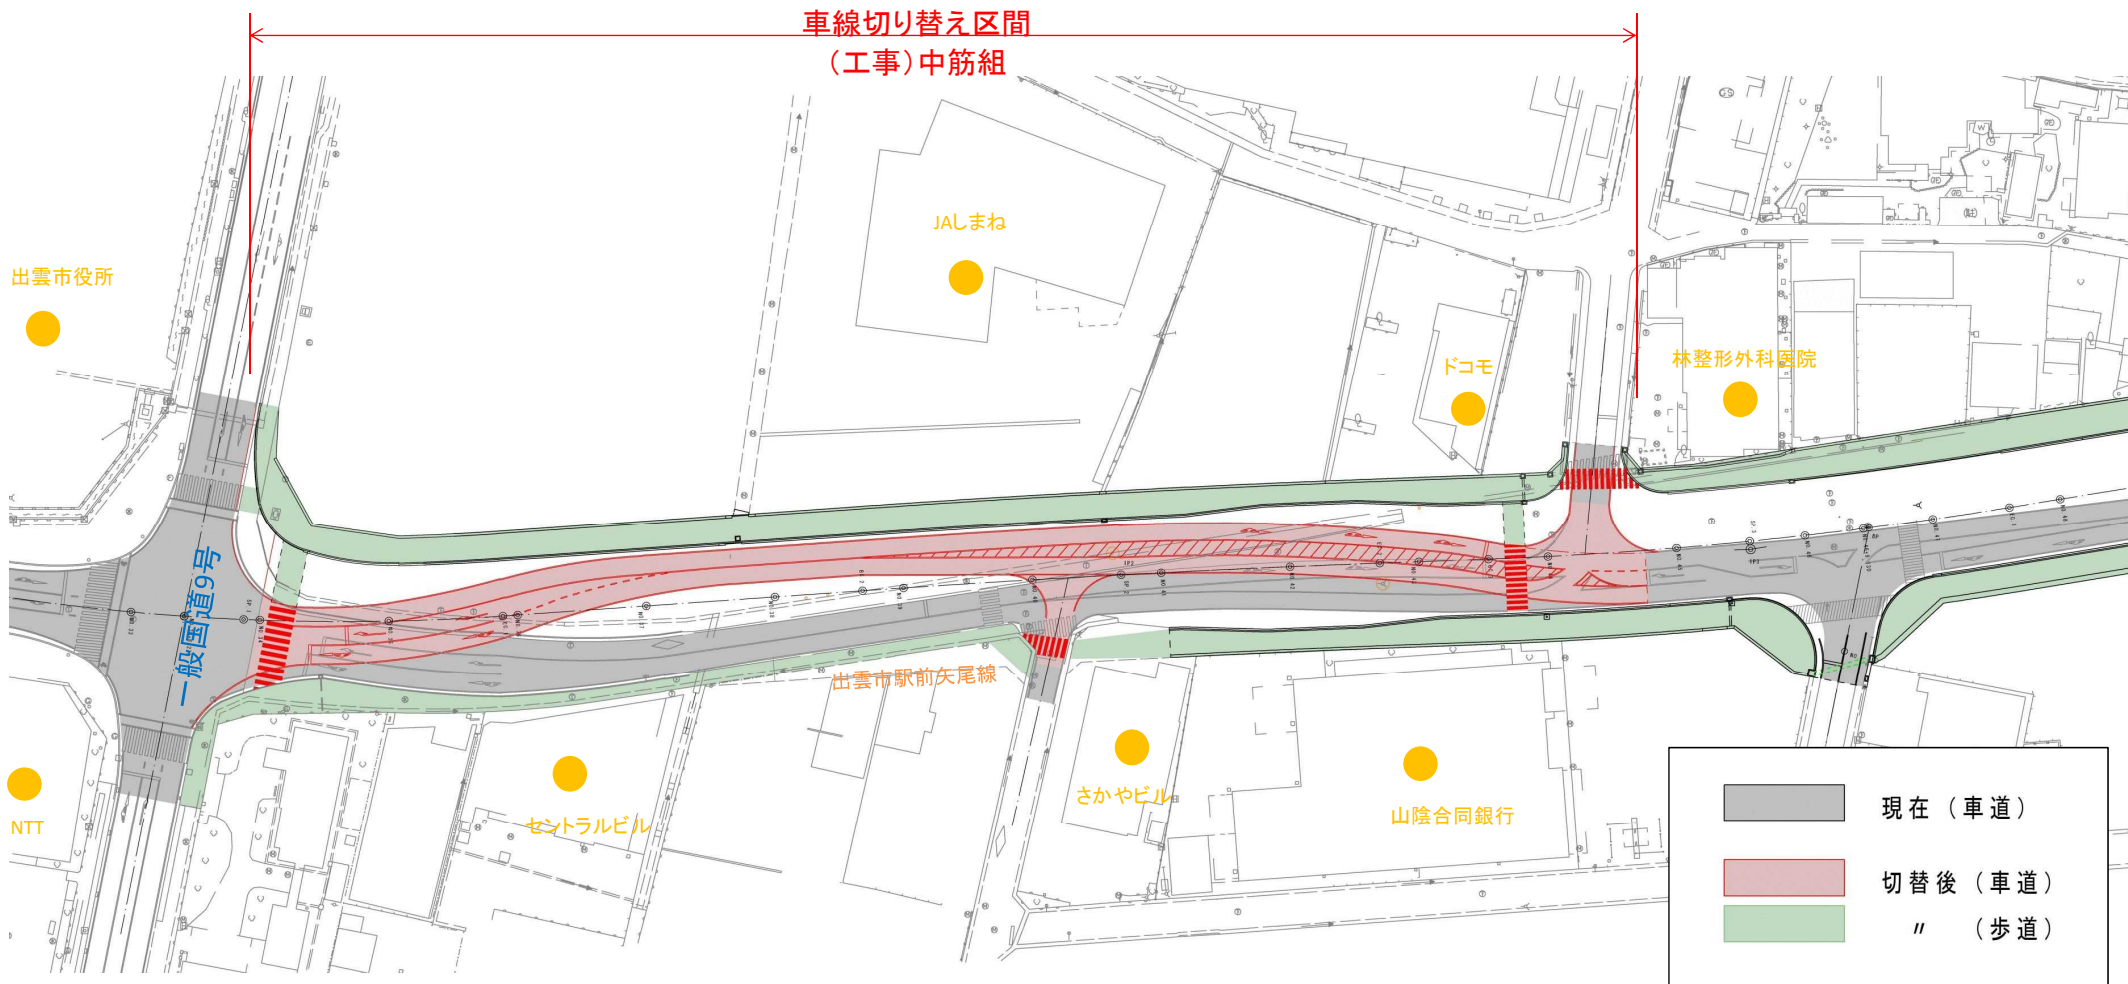 車線切り替え区間
（工事）中筋組
JAしまね
出雲市役所
ドコモ
林整形外科医院
一般国道9号
出雲市駅前矢尾線
さかやビル
山陰合同銀行
セントラルビル
NTT
現在（車道）
切替後（車道）
〃（歩道）